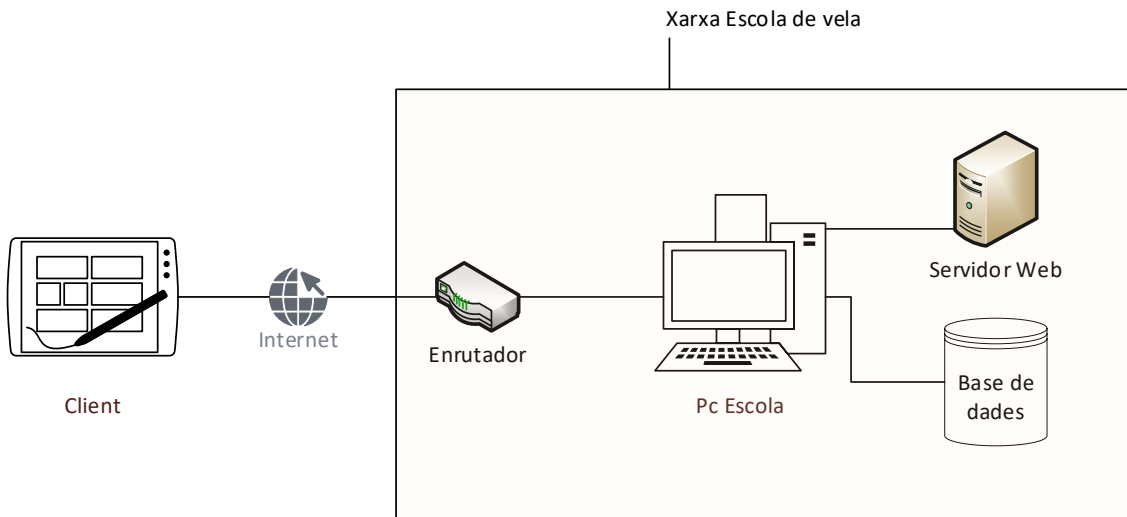 Xarxa Escola de vela
Servidor Web
Internet
Enrutador
Base de
dades
Client
Pc Escola